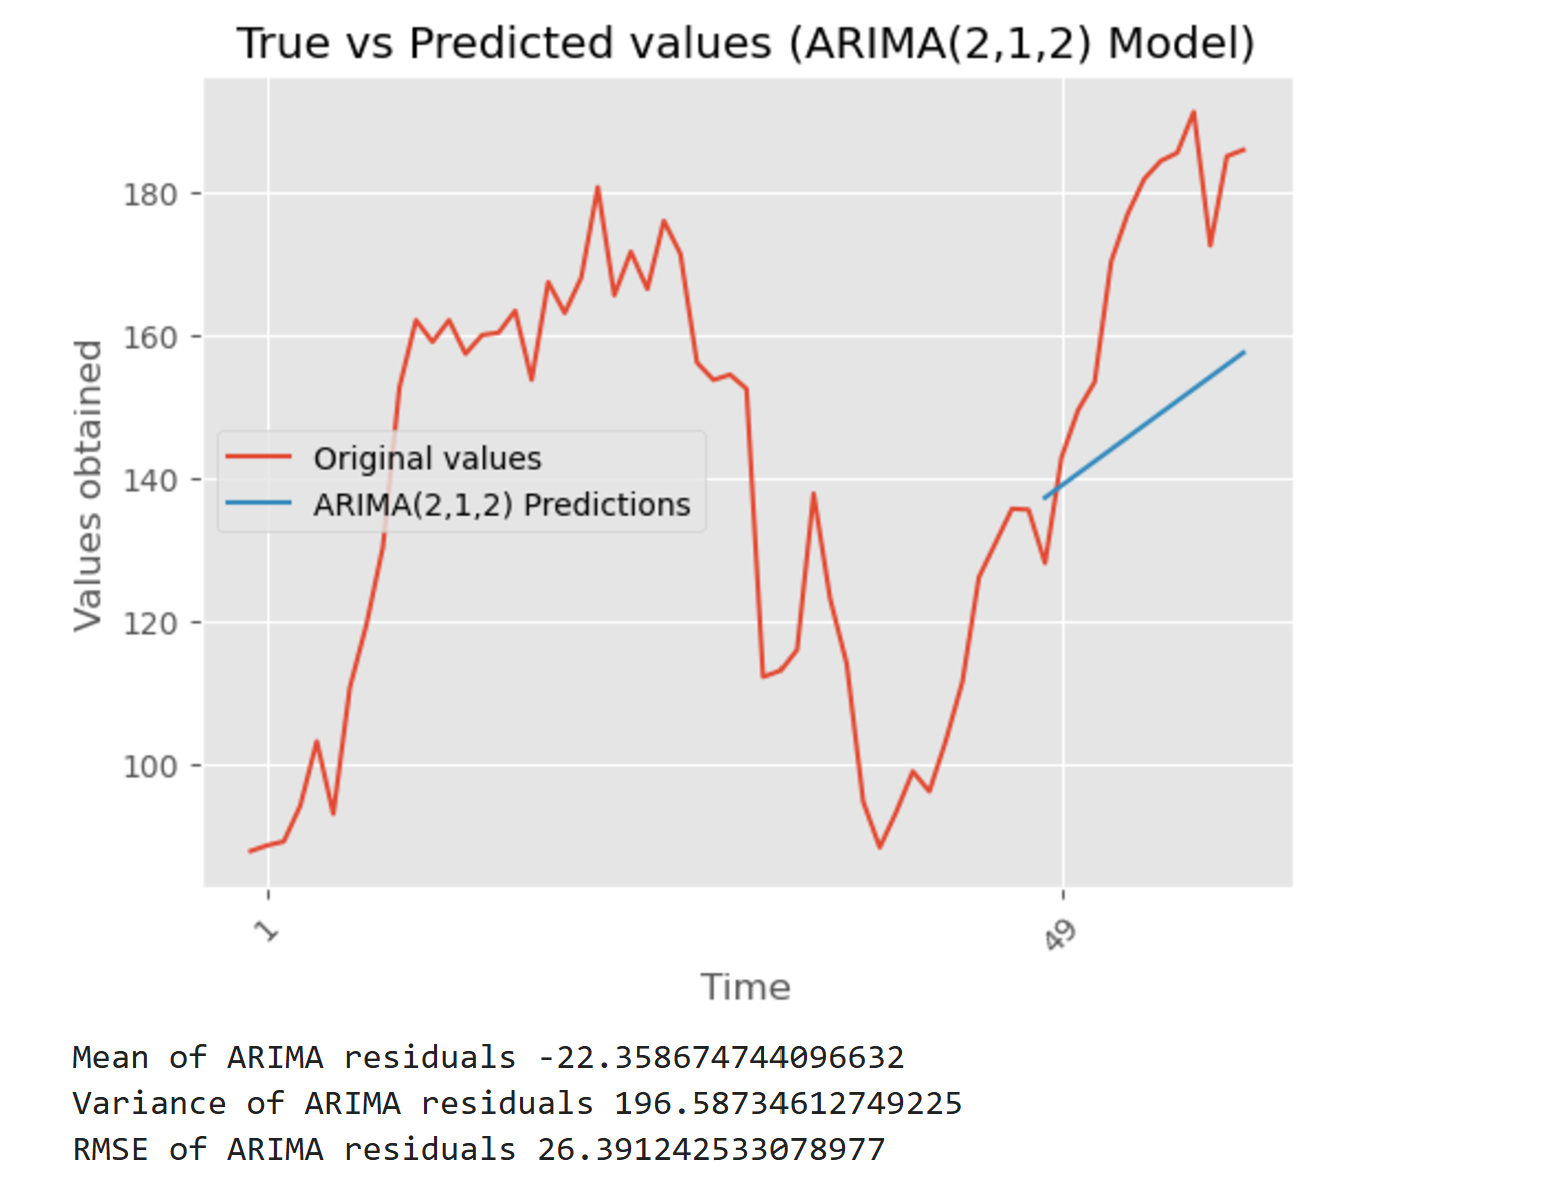 True vs Predicted values (ARIMA(2,1,2) Model)
180
160
140
120
100
Values obtained
Original values
ARIMA(2,1,2) Predictions
1
49
Time
Mean of ARIMA residuals -22.358674744096632
Variance of ARIMA residuals 196.58734612749225
RMSE of ARIMA residuals 26.391242533078977